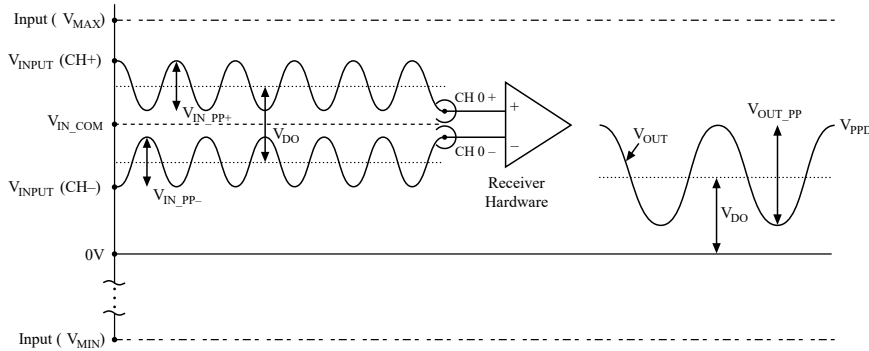 Input ( VMAX)
VINPUT (CH+)
VIN_PP+
VIN_COM
VDO
VIN_PP–
VINPUT (CH–)
CH 0 +
CH 0 –
+
–
Receiver
Hardware
VOUT
VOUT_PP
VPPD
VDO
0V
Input ( VMIN)